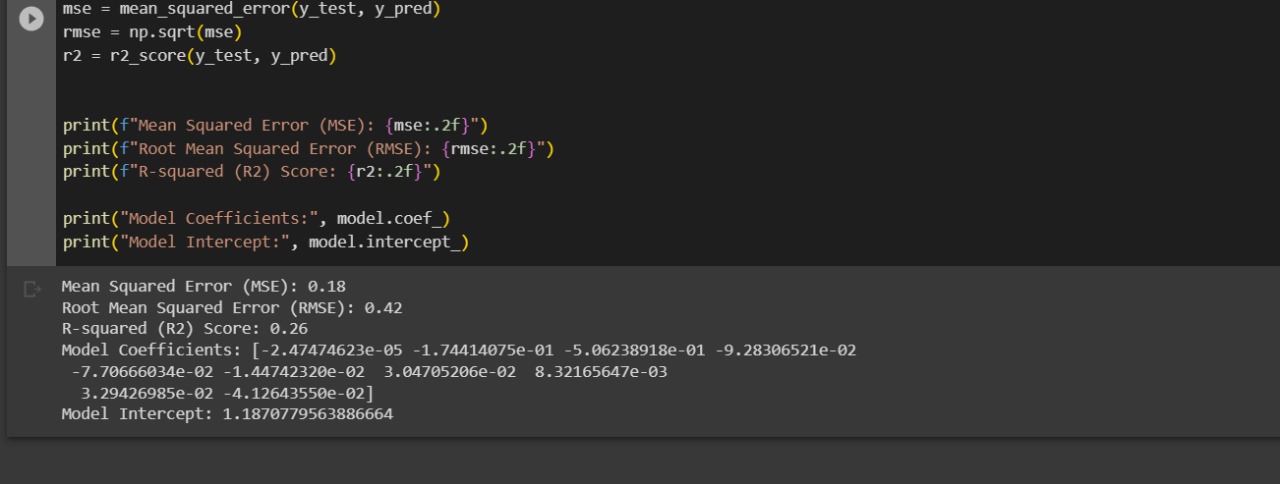 mse = mean_squared_error(y_test, y_pred)
rmse = np.sqrt(mse)
r2 = r2_score(y_test, y_pred)
print(f"Mean Squared Error (MSE): {mse:.2f}")
print(f"Root Mean Squared Error (RMSE): {rmse:.2f}")
print(f"R-squared (R2) Score: {r2:.2f}")
print("Model Coefficients:", model.coef_)
print("Model Intercept:", model.intercept_)
Mean Squared Error (MSE): 0.18
Root Mean Squared Error (RMSE): 0.42
R-squared (R2) Score: 0.26
Model Coefficients: [-2.47474623e-05 -1.74414075e-01 -5.06238918e-01 -9.28306521e-02
-7.70666034e-02 -1.44742320e-02  3.04705206e-02  8.32165647e-03
3.29426985e-02 -4.12643550e-02]
Model Intercept: 1.1870779563886664